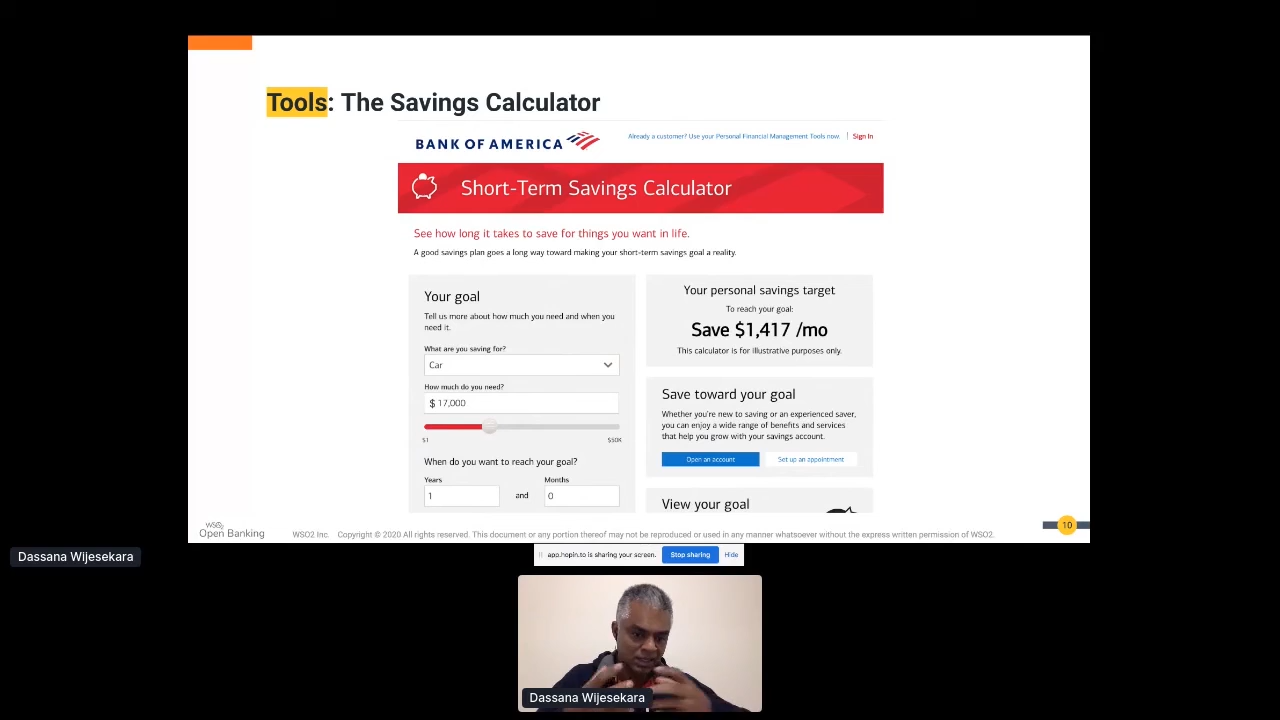 Tools: The Savings Calculator
BANK OF AMERICA
Already a customer? Use your Personal Financial Management Tools now.
Sign In
Short-Term Savings Calculator
See how long it takes to save for things you want in life.
A good savings plan goes a long way toward making your short-term savings goal a reality.
Your goal
Tell us more about how much you need and when you
need it.
What are you saving for?
Car
How much do you need?
$ 17,000
$1
$50K
When do you want to reach your goal?
Years
Months
1
and
0
Your personal savings target
To reach your goal:
Save $1,417 /mo
This calculator is for illustrative purposes only.
Save toward your goal
Whether you're new to saving or an experienced saver,
you can enjoy a wide range of benefits and services
that help you grow with your savings account.
Open an account
Set up an appointment
View your goal
WSO2
Open Banking
WSO2 Inc. Copyright © 2020 All rights reserved. This document or any portion thereof may not be reproduced or used in any manner whatsoever without the express written permission of WSO2.
10
Dassana Wijesekara
app.hopin.to is sharing your screen.
Stop sharing
Hide
Dassana Wijesekara